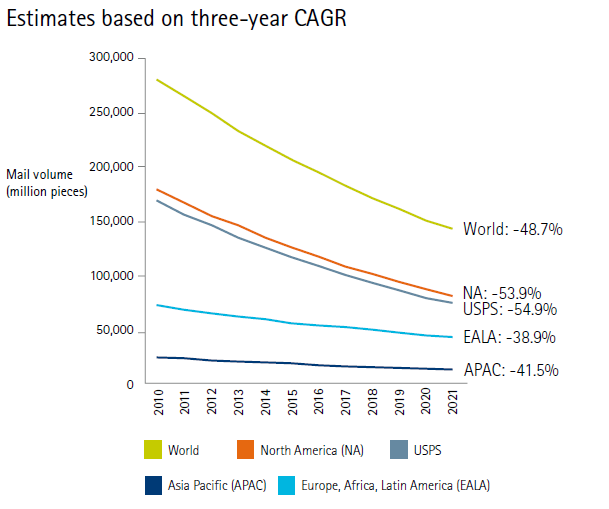 Estimates based on three-year CAGR
300,000
250,000
200,000
Mail volume
(million pieces)
150,000
100,000
50,000
0
World: -48.7%
NA: -53.9%
USPS: -54.9%
EALA: -38.9%
APAC: -41.5%
2010 2011 2012 2013 2014 2015 2016 2017 2018 2019 2020 2021
World North America (NA) USPS
Asia Pacific (APAC) Europe, Africa, Latin America (EALA)